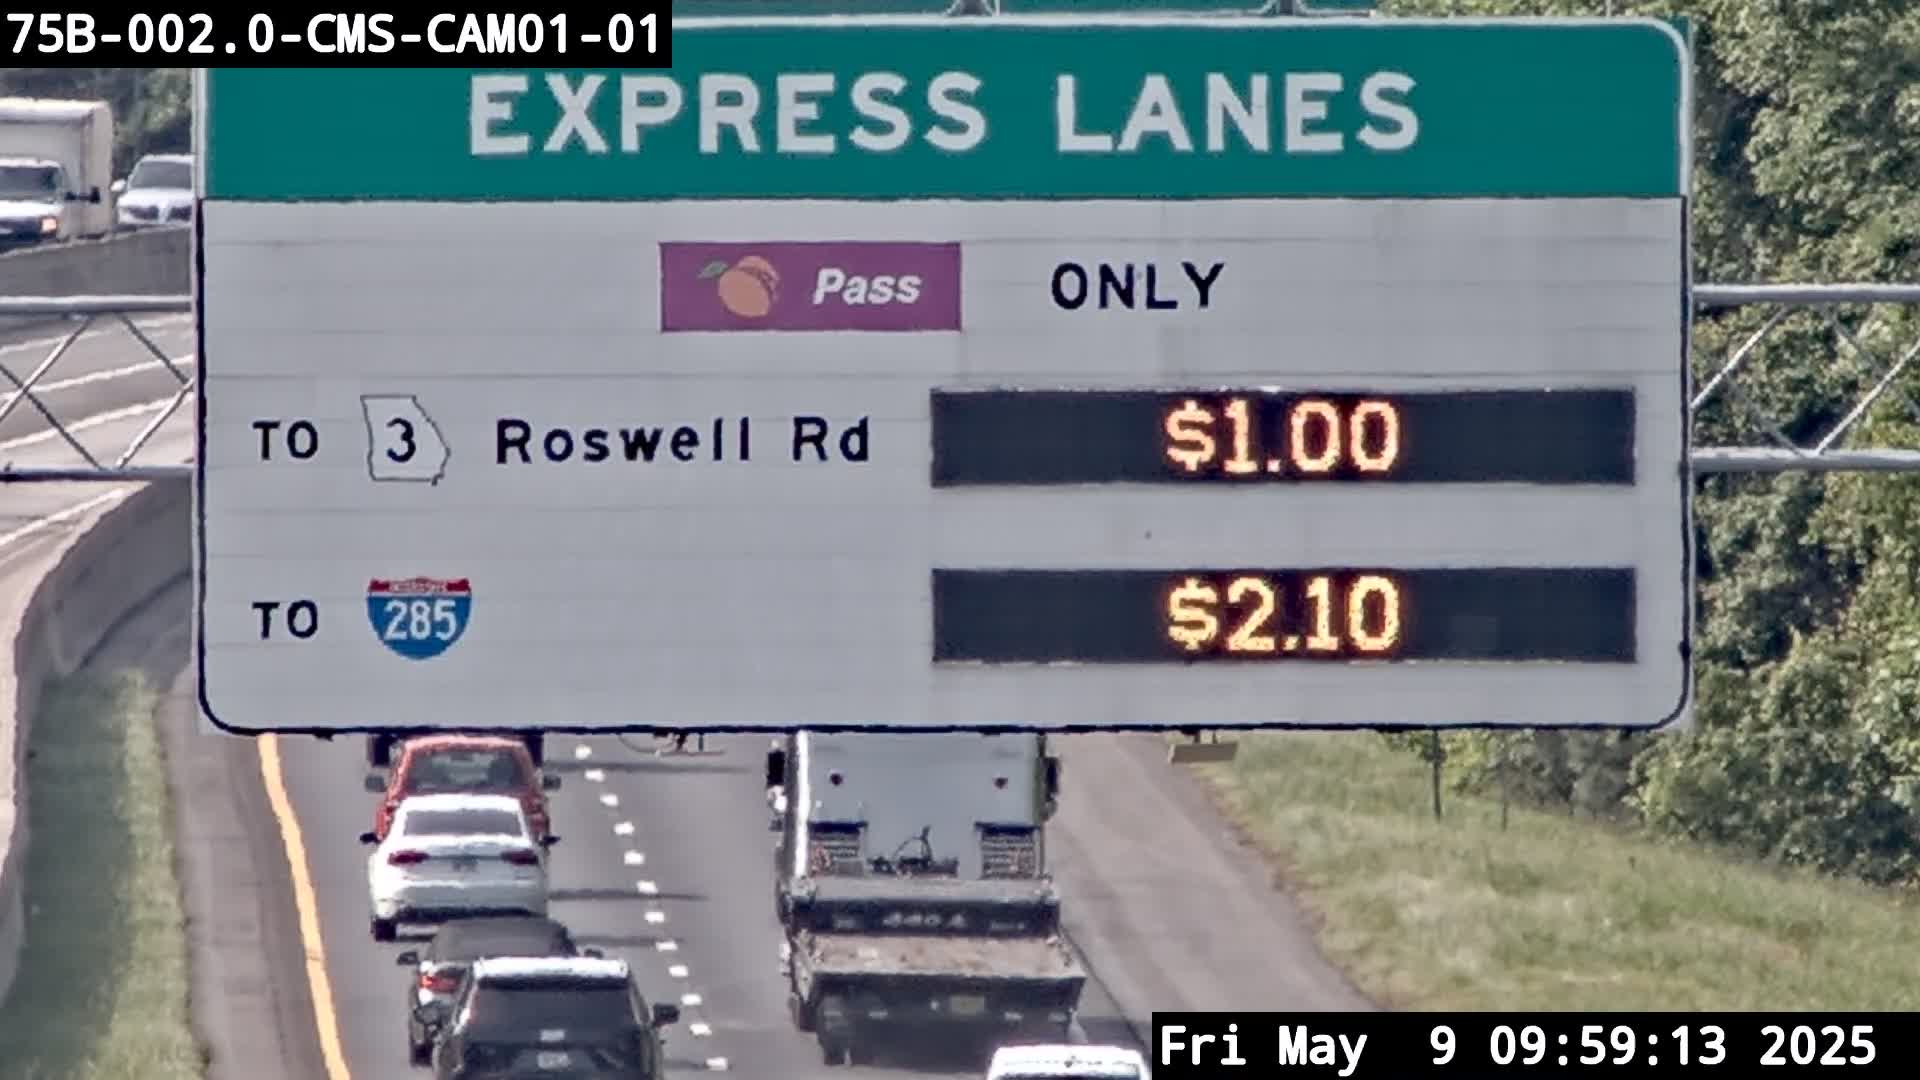 75B-002.0-CMS-CAM01-01
EXPRESS LANES
Pass ONLY
TO 3 Roswell Rd $1.00
TO 285 $2.10
Fri May 9 09:59:13 2025